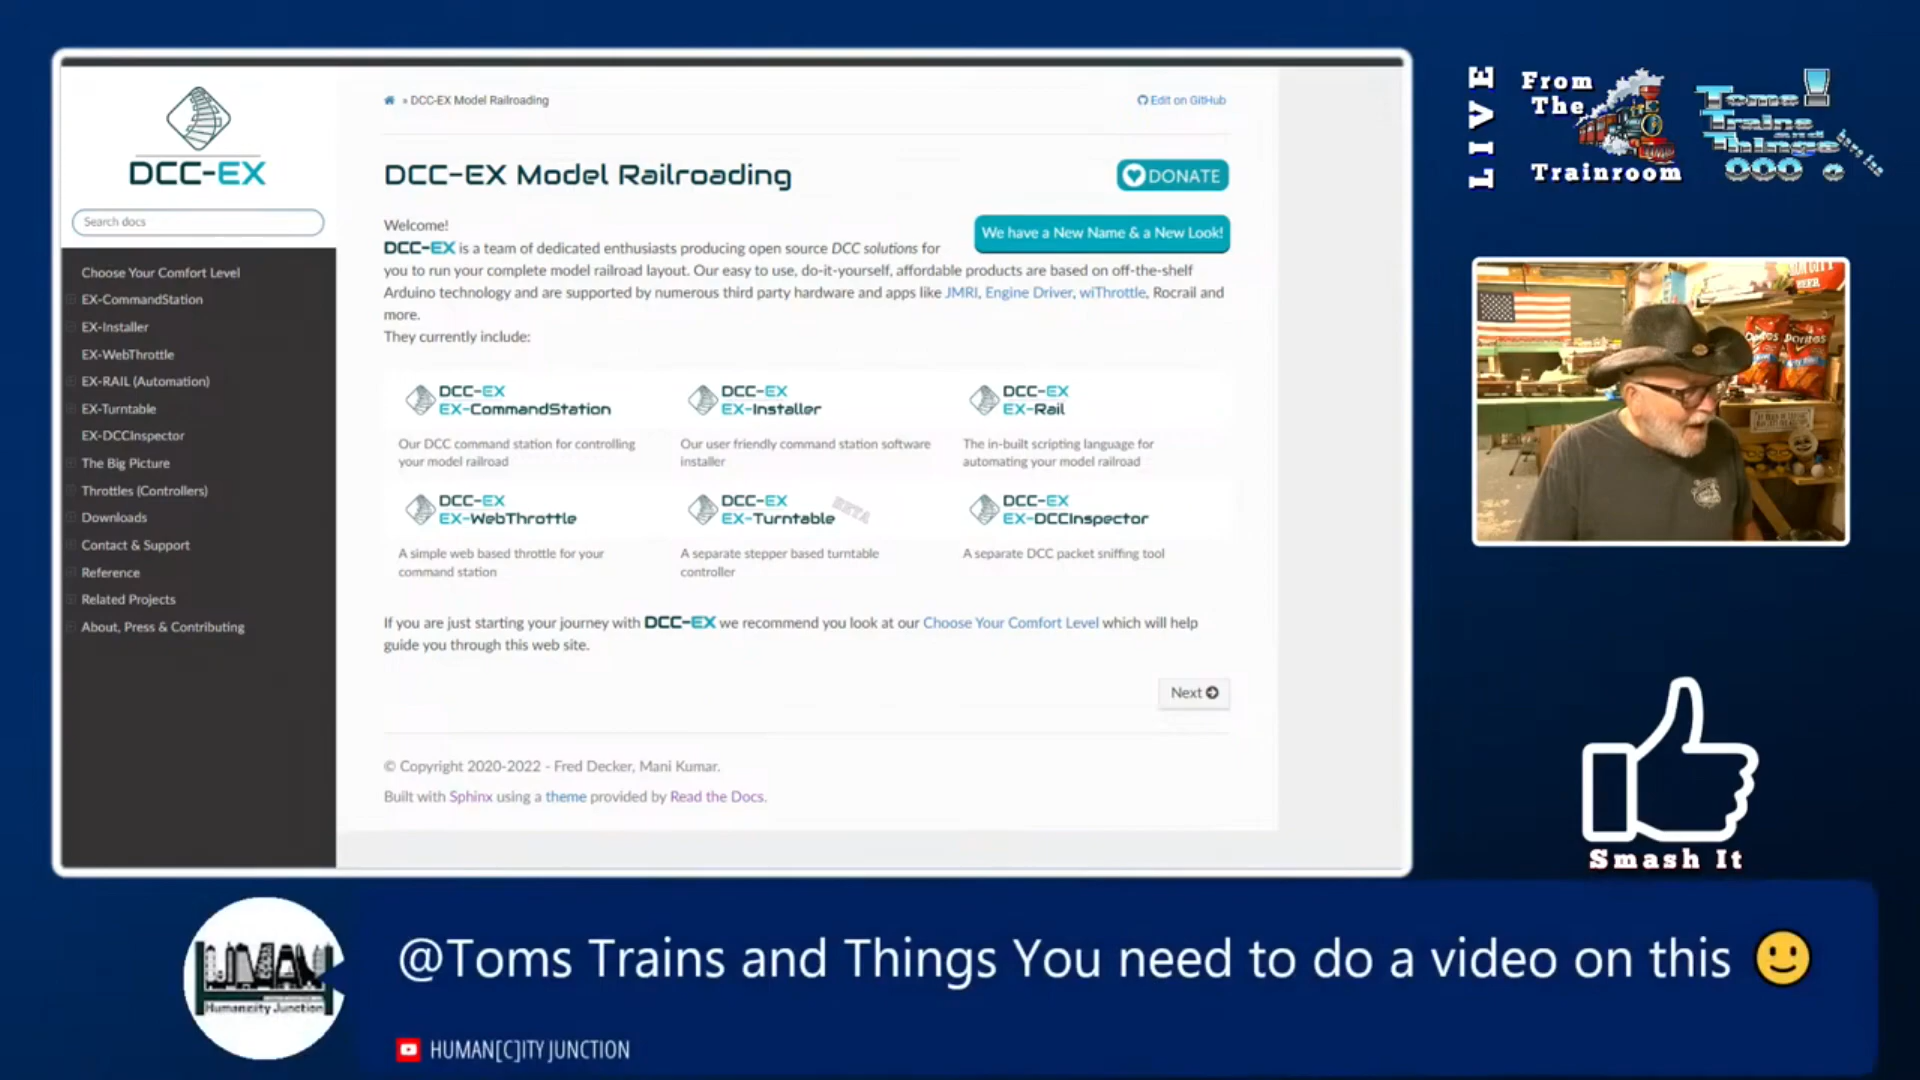 DCC-EX
Search docs
Choose Your Comfort Level
EX-CommandStation
EX-Installer
EX-WebThrottle
EX-RAIL (Automation)
EX-Turntable
EX-DCCInspector
The Big Picture
Throttles (Controllers)
Downloads
Contact & Support
Reference
Related Projects
About, Press & Contributing
» DCC-EX Model Railroading
Edit on GitHub
DCC-EX Model Railroading
DONATE
We have a New Name & a New Look!
Welcome!
DCC-EX is a team of dedicated enthusiasts producing open source DCC solutions for
you to run your complete model railroad layout. Our easy to use, do-it-yourself, affordable products are based on off-the-shelf
Arduino technology and are supported by numerous third party hardware and apps like JMRI, Engine Driver, wiThrottle, Rocrail and
more.
They currently include:
DCC-EX
EX-CommandStation
Our DCC command station for controlling
your model railroad
DCC-EX
EX-Installer
Our user friendly command station software
installer
DCC-EX
EX-Rail
The in-built scripting language for
automating your model railroad
DCC-EX
EX-WebThrottle
A simple web based throttle for your
command station
DCC-EX
EX-Turntable
BETA
A separate stepper based turntable
controller
DCC-EX
EX-DCCInspector
A separate DCC packet sniffing tool
If you are just starting your journey with DCC-EX we recommend you look at our Choose Your Comfort Level which will help
guide you through this web site.
Next
© Copyright 2020-2022 - Fred Decker, Mani Kumar.
Built with Sphinx using a theme provided by Read the Docs.
LIVE
From
The
Trainroom
Toms
Trains
and
Things
Doritos
Doritos
BEER
Smash It
Human[c]ity Junction
@Toms Trains and Things You need to do a video on this 🙂
HUMAN[C]ITY JUNCTION